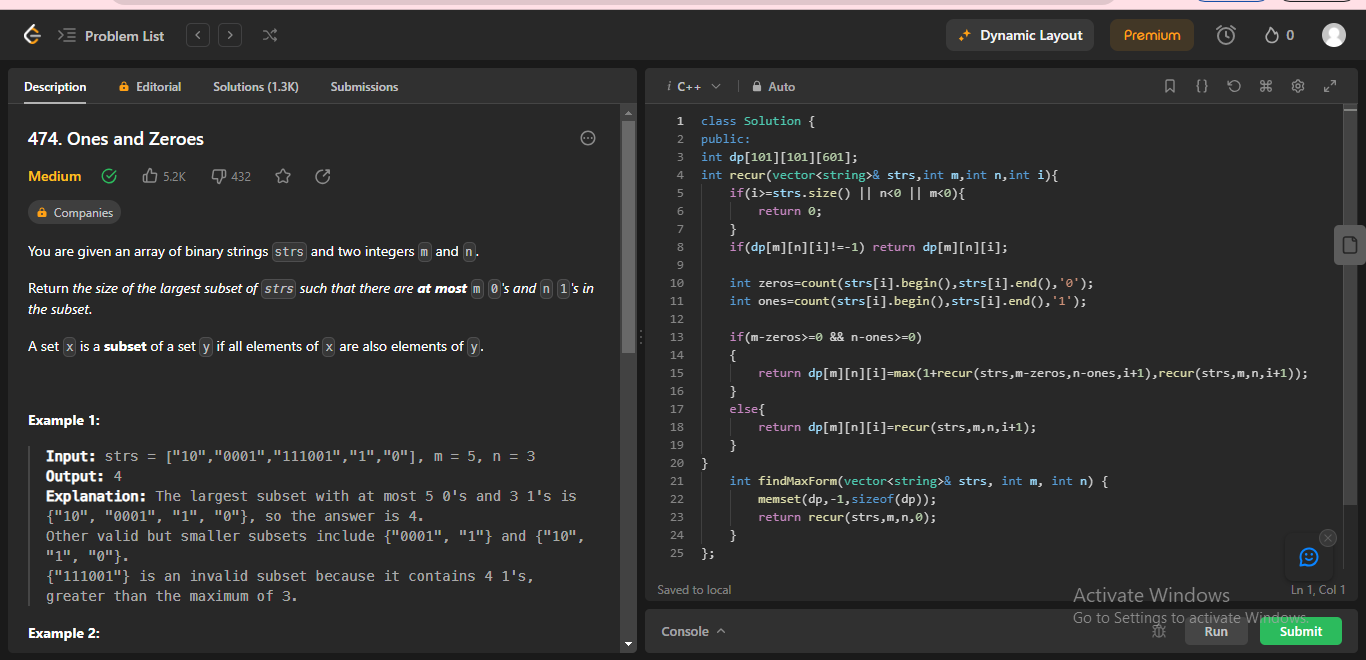 Problem List
Dynamic Layout
Premium
0
Description
Editorial
Solutions (1.3K)
Submissions
474. Ones and Zeroes
Medium
5.2K
432
Companies
You are given an array of binary strings strs and two integers m and n.
Return the size of the largest subset of strs such that there are at most m 0's and n 1's in
the subset.
A set x is a subset of a set y if all elements of x are also elements of y.
Example 1:
Input: strs = ["10","0001","111001","1","0"], m = 5, n = 3
Output: 4
Explanation: The largest subset with at most 5 0's and 3 1's is
{"10", "0001", "1", "0"}, so the answer is 4.
Other valid but smaller subsets include {"0001", "1"} and {"10",
"1", "0"}.
{"111001"} is an invalid subset because it contains 4 1's,
greater than the maximum of 3.
Example 2:
i C++
Auto
1 class Solution {
2 public:
3 int dp[101][101][601];
4 int recur(vector<string>& strs,int m,int n,int i){
5 if(i>=strs.size() || n<0 || m<0){
6 return 0;
7 }
8 if(dp[m][n][i]!=-1) return dp[m][n][i];
9
10 int zeros=count(strs[i].begin(),strs[i].end(),'0');
11 int ones=count(strs[i].begin(),strs[i].end(),'1');
12
13 if(m-zeros>=0 && n-ones>=0)
14 {
15 return dp[m][n][i]=max(1+recur(strs,m-zeros,n-ones,i+1),recur(strs,m,n,i+1));
16 }
17 else{
18 return dp[m][n][i]=recur(strs,m,n,i+1);
19 }
20 }
21 int findMaxForm(vector<string>& strs, int m, int n) {
22 memset(dp,-1,sizeof(dp));
23 return recur(strs,m,n,0);
24 }
25 };
Saved to local
Ln 1, Col 1
Activate Windows
Go to Settings to activate Windows.
Console
Run
Submit